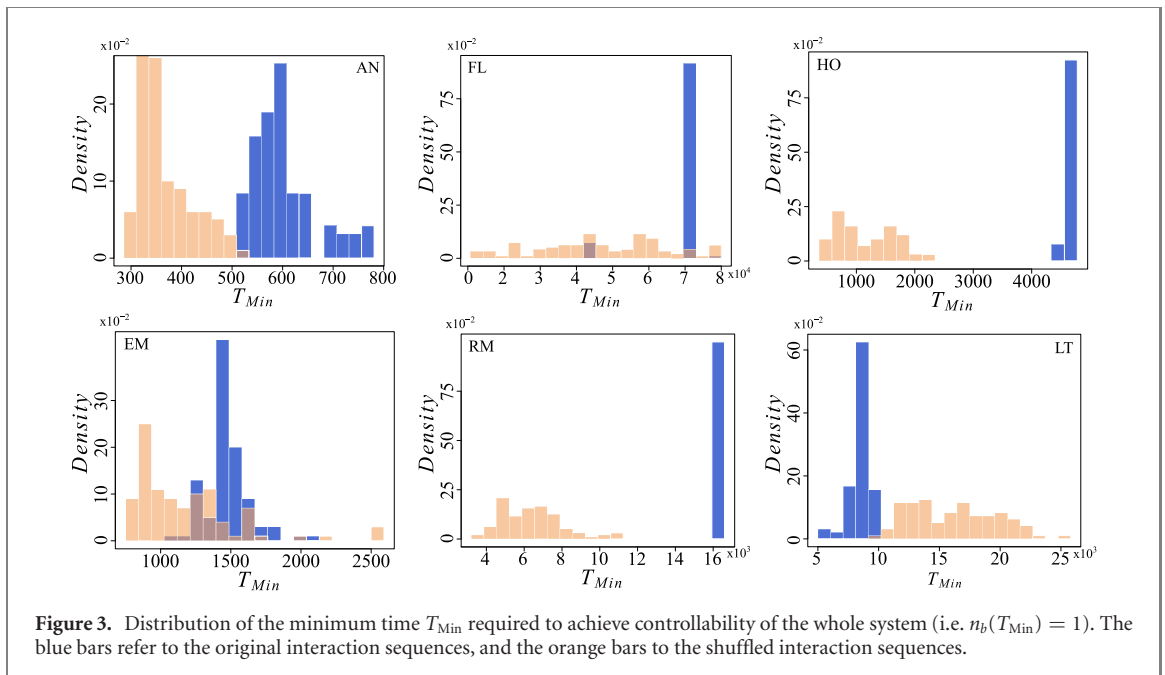 x10⁻²
AN
Density
0 10 20
300 400 500 600 700 800
T_Min
x10⁻²
FL
Density
0 25 50 75
0 1 2 3 4 5 6 7 8 x10⁴
T_Min
x10⁻²
HO
Density
0 25 50 75
1000 2000 3000 4000
T_Min
x10⁻²
EM
Density
0 10 20 30
1000 1500 2000 2500
T_Min
x10⁻²
RM
Density
0 25 50 75
4 6 8 10 12 14 16 x10³
T_Min
x10⁻²
LT
Density
0 20 40 60
5 10 15 20 25 x10³
T_Min
Figure 3. Distribution of the minimum time T_Min required to achieve controllability of the whole system (i.e. n_b(T_Min) = 1). The
blue bars refer to the original interaction sequences, and the orange bars to the shuffled interaction sequences.